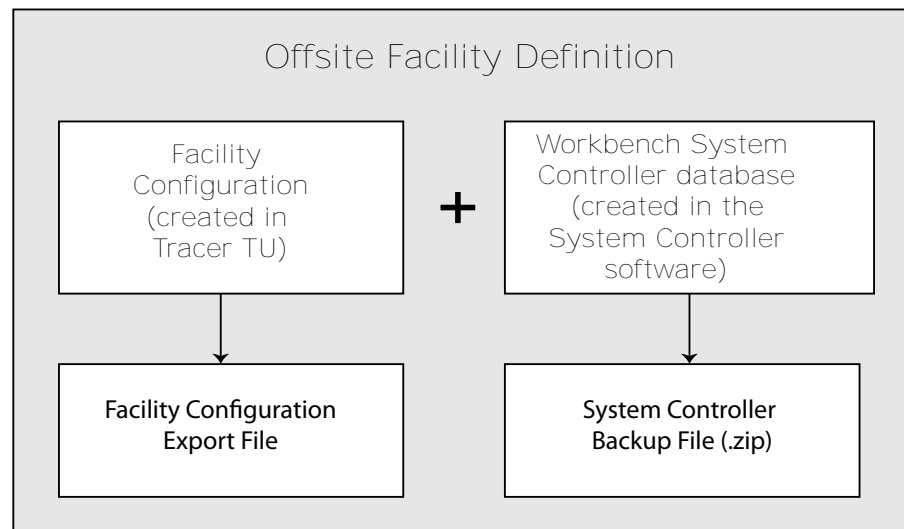 Offsite Facility Definition
Facility
Configuration
(created in
Tracer TU)
+
Workbench System
Controller database
(created in the
System Controller
software)
Facility Configuration
Export File
System Controller
Backup File (.zip)